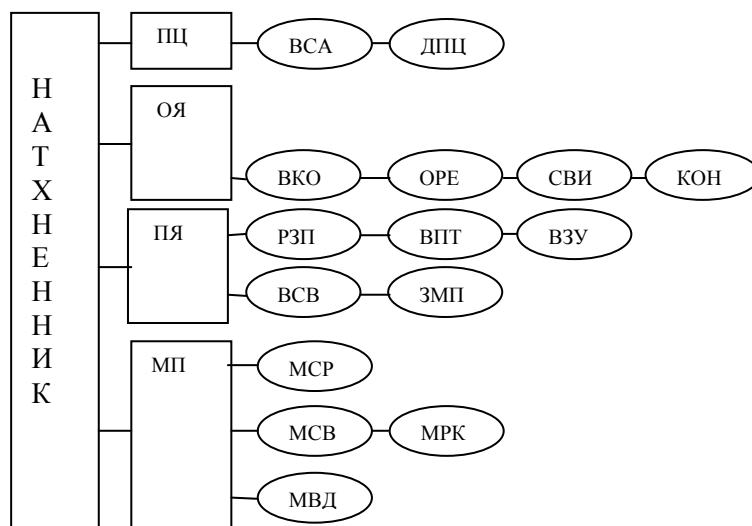 НАТХНЕННИК
ПЦ ВСА ДПЦ
ОЯ
ВКО ОРЕ СВИ КОН
ПЯ РЗП ВПТ ВЗУ
ВСВ ЗМП
МП МСР
МСВ МРК
МВД